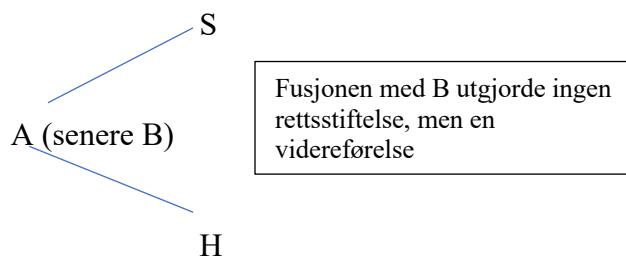 S
Fusjonen med B utgjorde ingen
rettsstiftelse, men en
videreførelse
A (senere B)
H